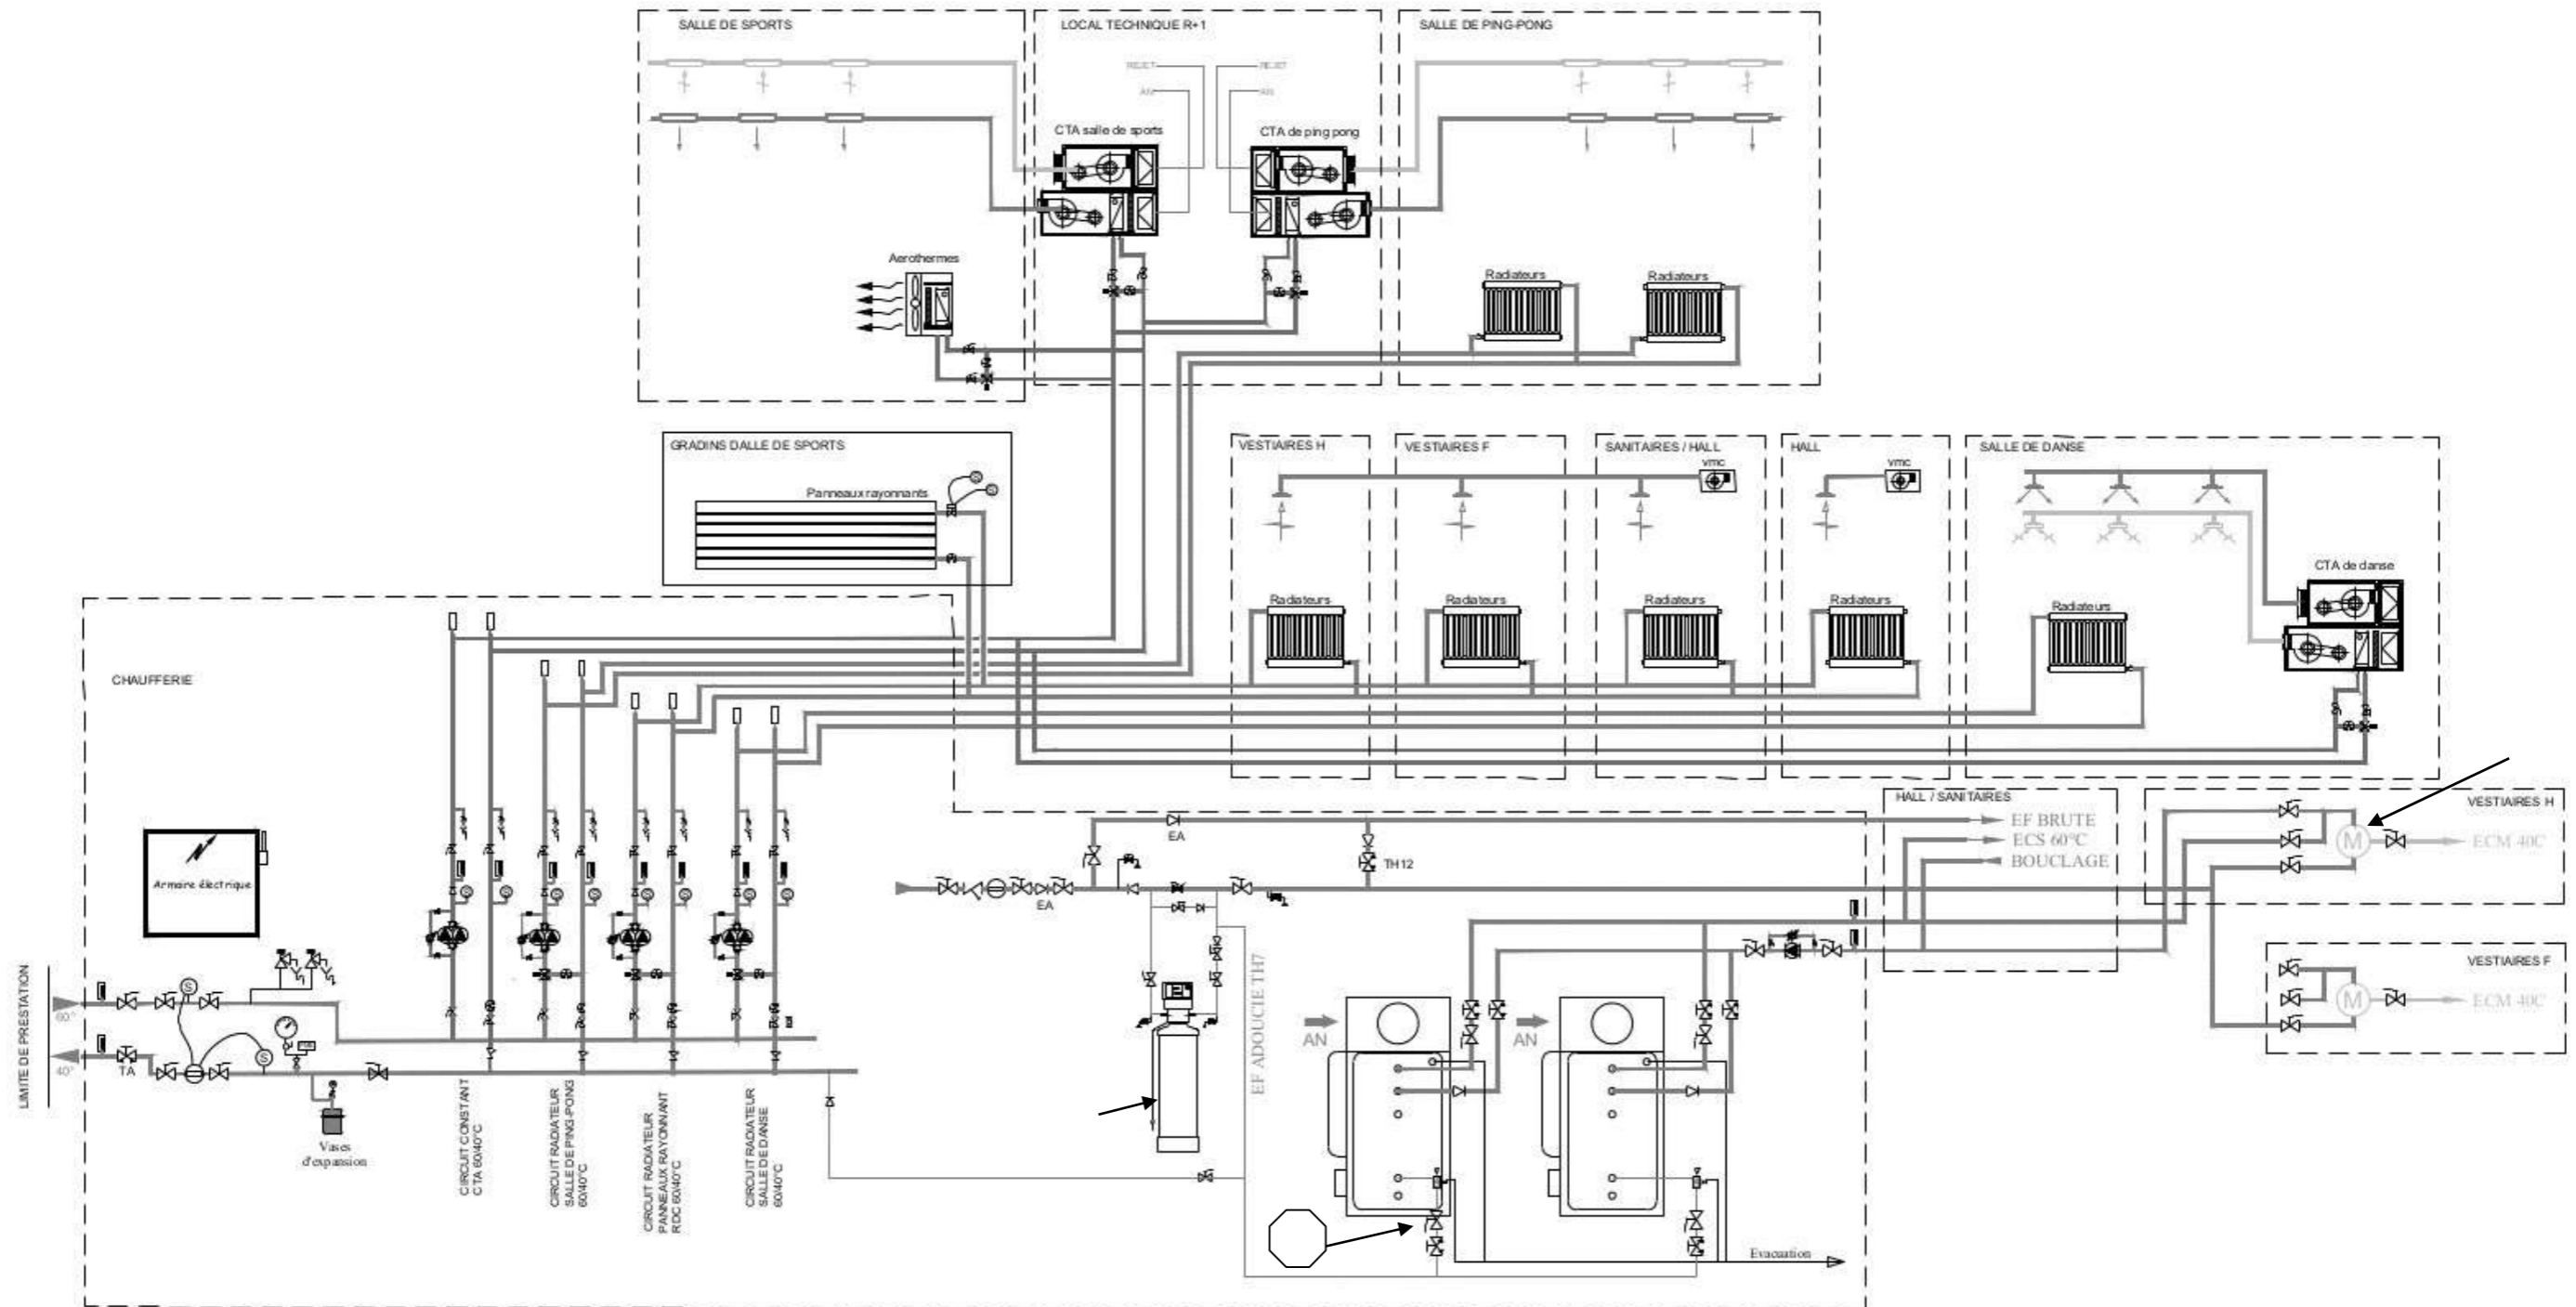 SALLE DE SPORTS
LOCAL TECHNIQUE R+1
SALLE DE PING-PONG
REJET
REJET
AN
AN
CTA salle de sports
CTA de ping pong
Aerothermes
Radiateurs
Radiateurs
GRADINS DALLE DE SPORTS
Panneaux rayonnants
S
S
VESTIAIRES H
VESTIAIRES F
SANITAIRES / HALL
vmc
HALL
vmc
SALLE DE DANSE
CTA de danse
Radiateurs
Radiateurs
Radiateurs
Radiateurs
Radiateurs
CHAUFFERIE
Armoire électrique
HALL / SANITAIRES
EF BRUTE
ECS 60°C
BOUCLAGE
VESTIAIRES H
M
ECM 40C
VESTIAIRES F
M
ECM 40C
EA
EA
TH12
LIMITE DE PRESTATION
60°
40°
TA
S
S
Vases
d'expansion
CIRCUIT CONSTANT
CTA 60/40°C
CIRCUIT RADIATEUR
SALLE DE PING-PONG
60/40°C
CIRCUIT RADIATEUR
PANNEAUX RAYONNANT
RDC 60/40°C
CIRCUIT RADIATEUR
SALLE DE DANSE
60/40°C
EF ADOUCIE TH7
AN
AN
Evacuation